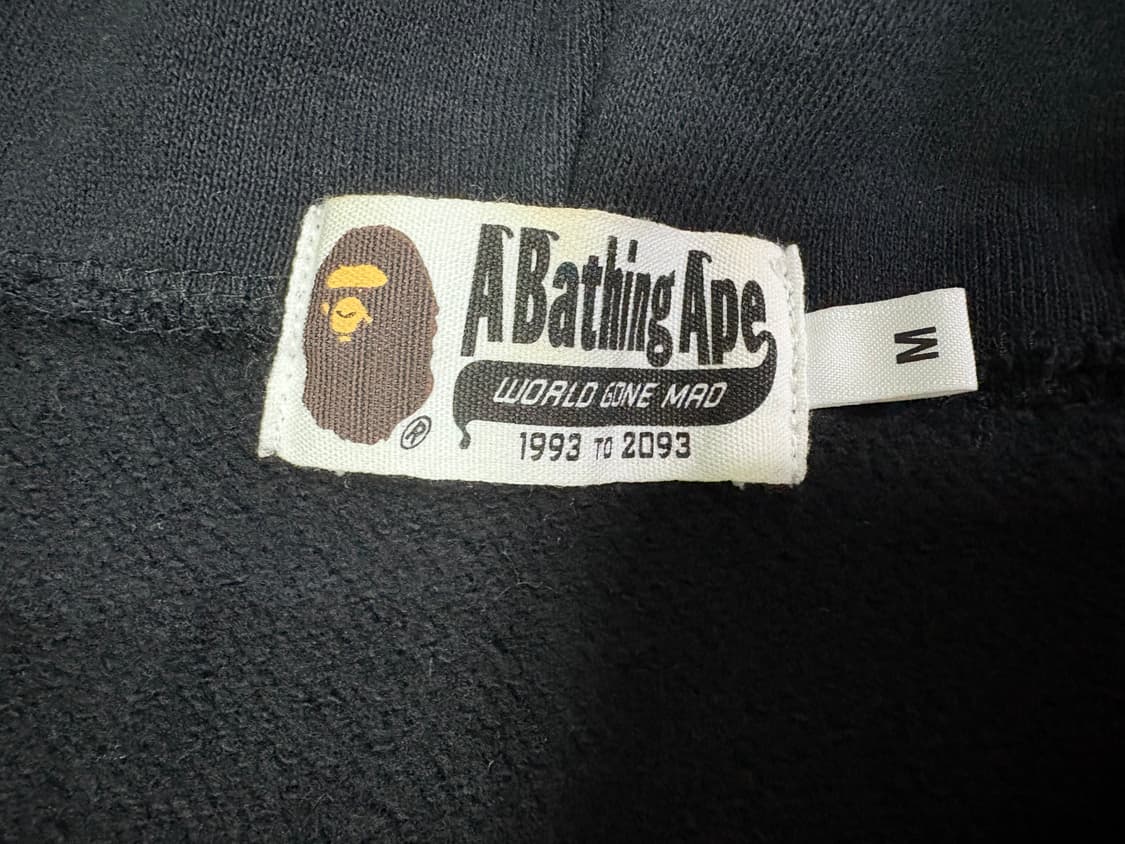 A Bathing Ape
WORLD GONE MAD
1993 TO 2093
®
M